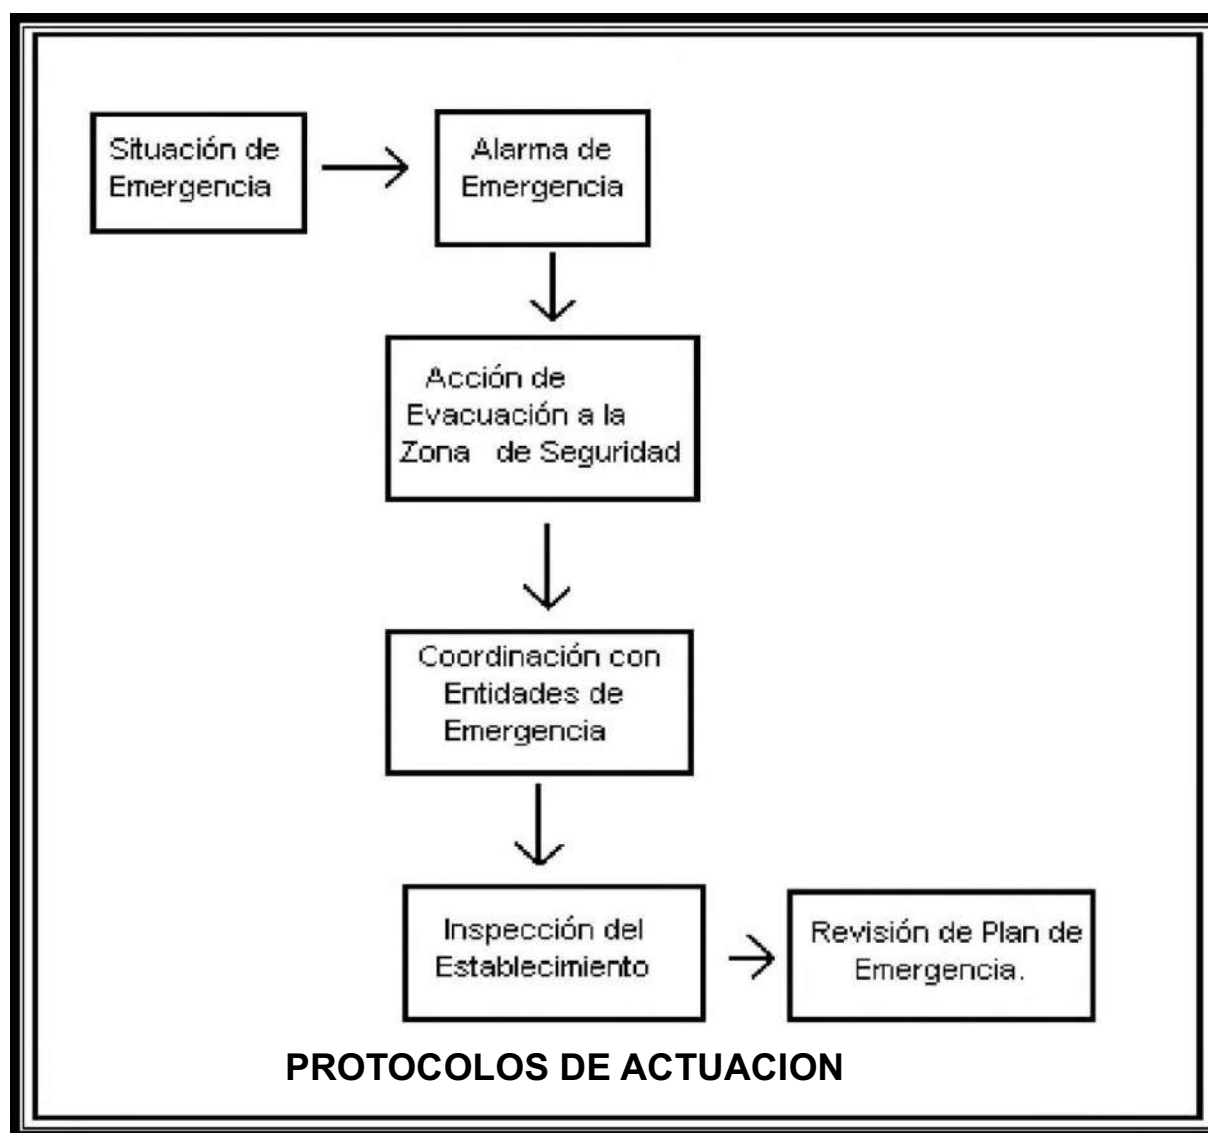 Situación de
Emergencia
Alarma de
Emergencia
Acción de
Evacuación a la
Zona de Seguridad
Coordinación con
Entidades de
Emergencia
Inspección del
Establecimiento
Revisión de Plan de
Emergencia.
PROTOCOLOS DE ACTUACION